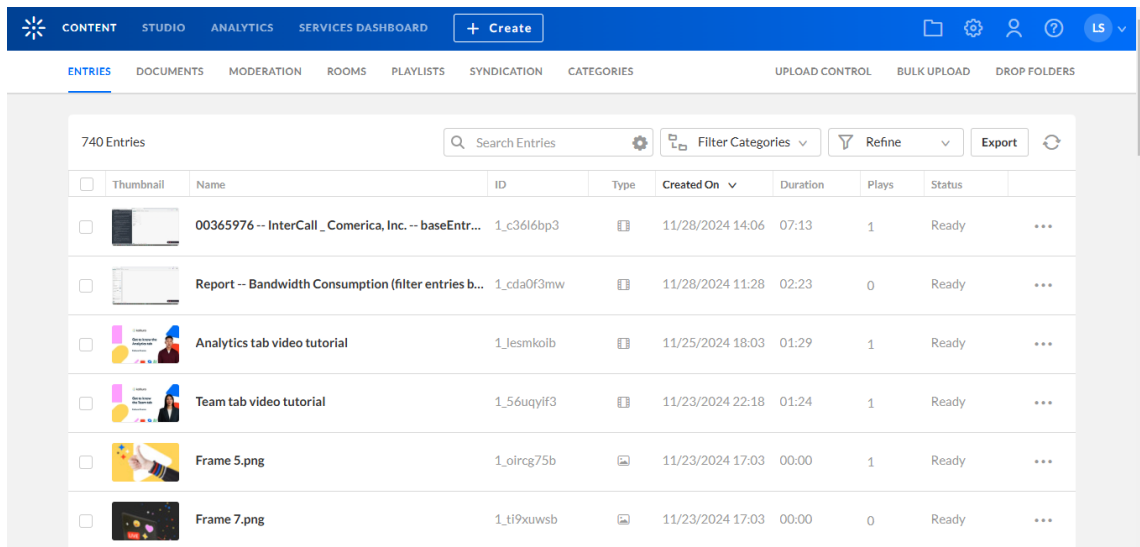 CONTENT STUDIO ANALYTICS SERVICES DASHBOARD + Create LS
ENTRIES DOCUMENTS MODERATION ROOMS PLAYLISTS SYNDICATION CATEGORIES UPLOAD CONTROL BULK UPLOAD DROP FOLDERS
740 Entries Search Entries Filter Categories Refine Export
Thumbnail Name ID Type Created On Duration Plays Status
00365976 -- InterCall _ Comerica, Inc. -- baseEntr... 1_c36l6bp3 11/28/2024 14:06 07:13 1 Ready
Report -- Bandwidth Consumption (filter entries b... 1_cda0f3mw 11/28/2024 11:28 02:23 0 Ready
Analytics tab video tutorial 1_lesmkoib 11/25/2024 18:03 01:29 1 Ready
Team tab video tutorial 1_56uqyif3 11/23/2024 22:18 01:24 1 Ready
Frame 5.png 1_oircg75b 11/23/2024 17:03 00:00 1 Ready
Frame 7.png 1_ti9xuwsb 11/23/2024 17:03 00:00 0 Ready